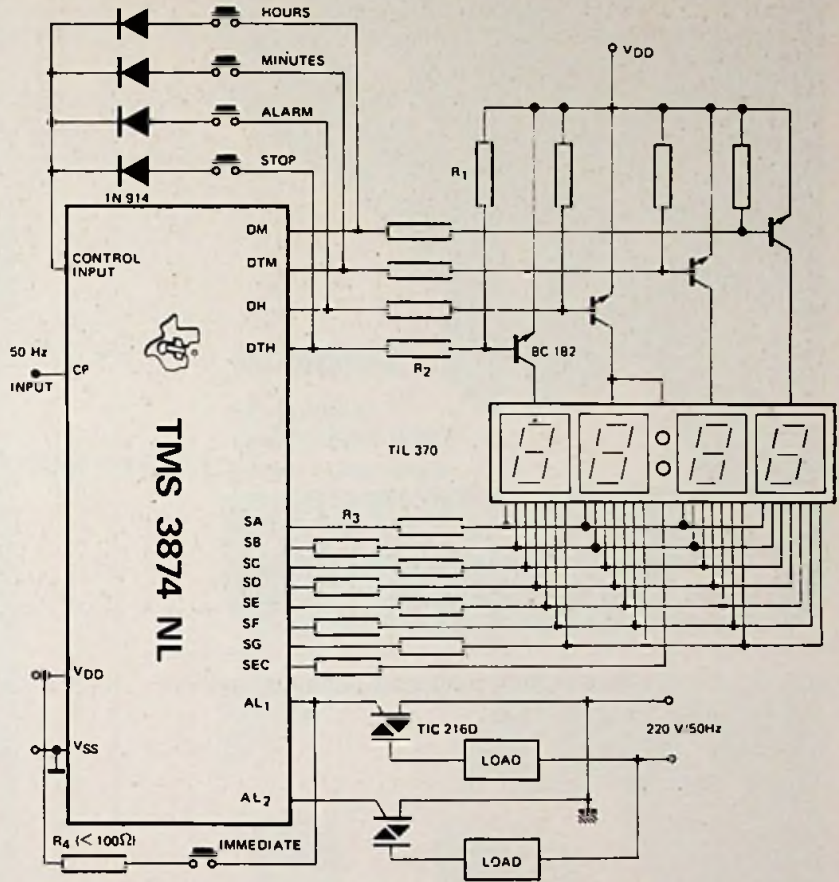 HOURS
MINUTES
ALARM
STOP
1N 914
VDD
R1
CONTROL
INPUT
DM
DTM
DH
DTH
R2
BC 182
50 Hz
INPUT
CP
TMS 3874 NL
TIL 370
SA
SB
SC
SD
SE
SF
SG
SEC
R3
VDD
VSS
AL1
AL2
TIC 216D
LOAD
220 V/50Hz
LOAD
R4 (< 100Ω)
IMMEDIATE